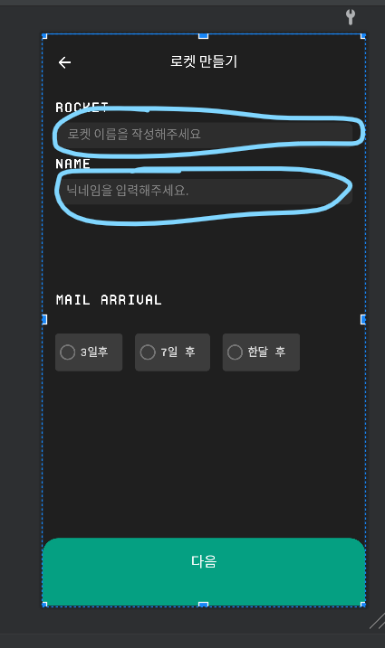 로켓 만들기
ROCKET
로켓 이름을 작성해주세요
NAME
닉네임을 입력해주세요.
MAIL ARRIVAL
3일후 7일 후 한달 후
다음